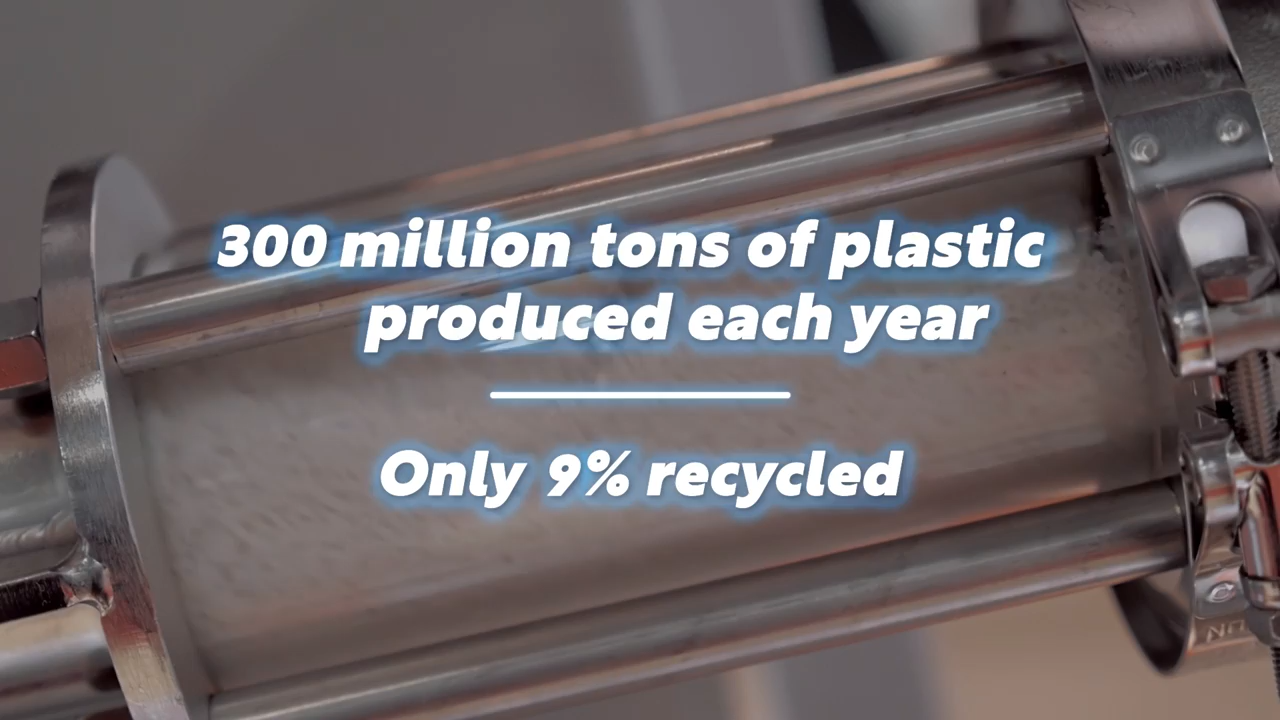 300 million tons of plastic
produced each year
Only 9% recycled